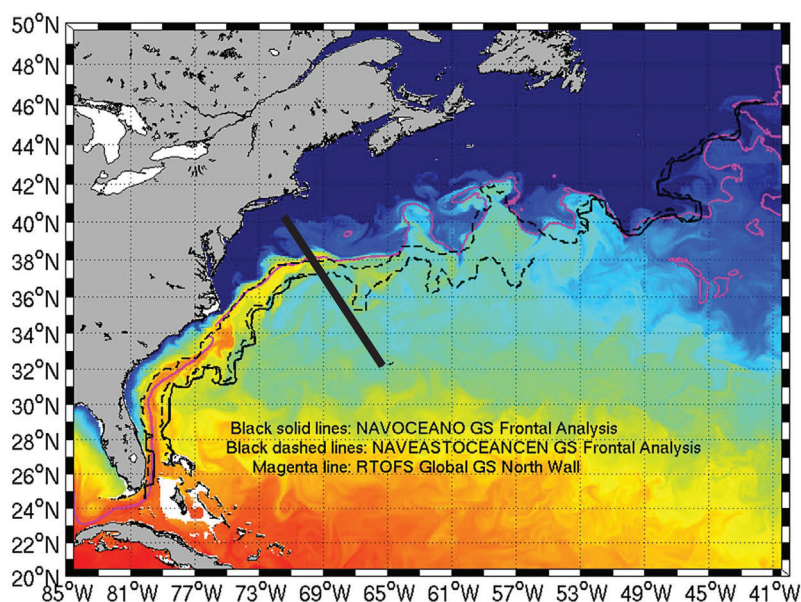 50°N
48°N
46°N
44°N
42°N
40°N
38°N
36°N
34°N
32°N
30°N
28°N
26°N
24°N
22°N
20°N
Black solid lines: NAVOCEANO GS Frontal Analysis
Black dashed lines: NAVEASTOCEANCEN GS Frontal Analysis
Magenta line: RTOFS Global GS North Wall
85°W 81°W 77°W 73°W 69°W 65°W 61°W 57°W 53°W 49°W 45°W 41°W